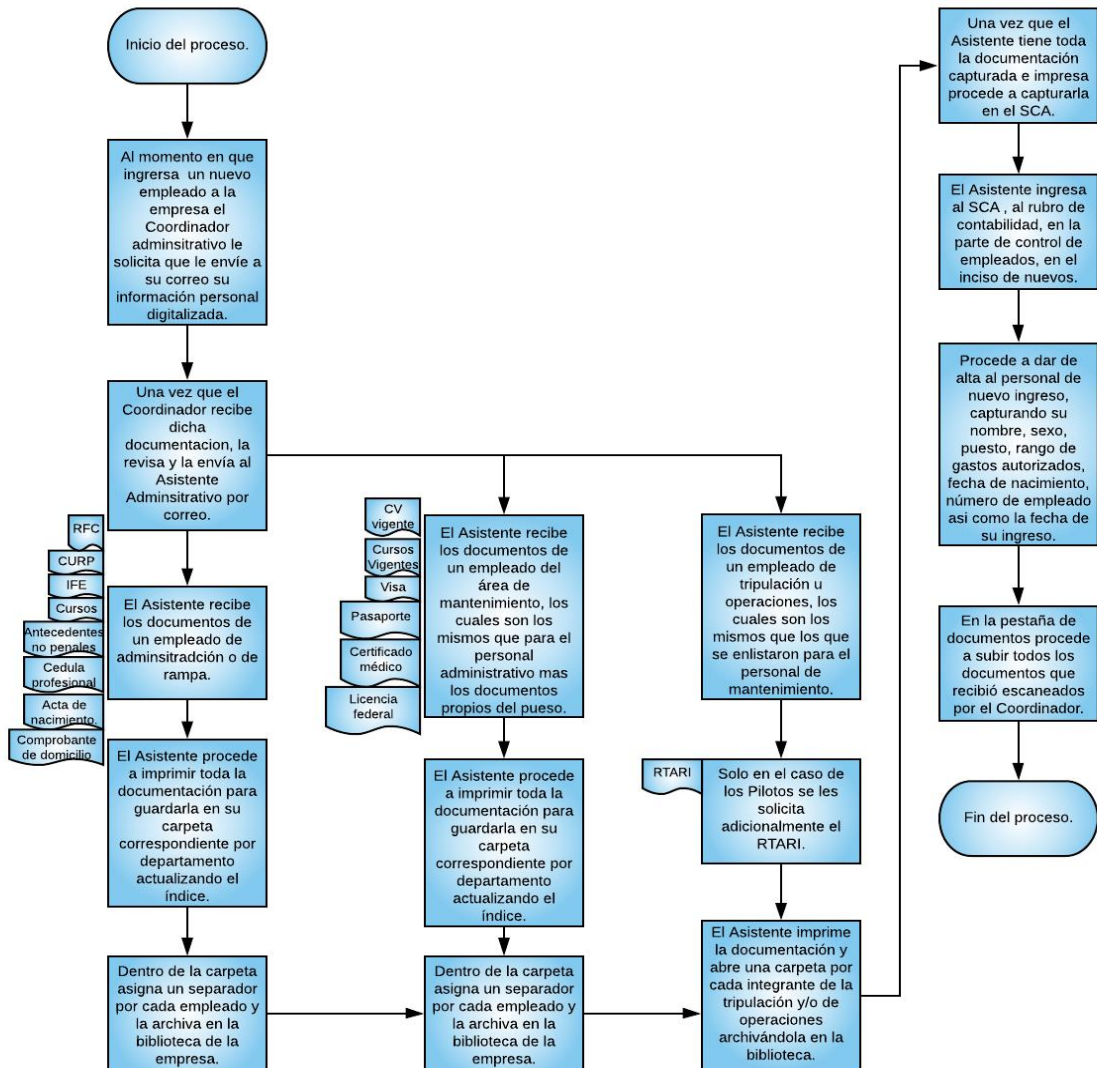 Inicio del proceso.
Al momento en que
ingrersa un nuevo
empleado a la
empresa el
Coordinador
adminsitrativo le
solicita que le envíe a
su correo su
información personal
digitalizada.
Una vez que el
Coordinador recibe
dicha
documentacion, la
revisa y la envía al
Asistente
Adminsitrativo por
correo.
RFC
CURP
IFE
Cursos
Antecedentes
no penales
Cedula
profesional
Acta de
nacimiento.
Comprobante
de domicilio
El Asistente recibe
los documentos de
un empleado de
adminsitradción o de
rampa.
El Asistente procede
a imprimir toda la
documentación para
guardarla en su
carpeta
correspondiente por
departamento
actualizando el
índice.
Dentro de la carpeta
asigna un separador
por cada empleado y
la archiva en la
biblioteca de la
empresa.
CV
vigente
Cursos
Vigentes
Visa
Pasaporte
Certificado
médico
Licencia
federal
El Asistente recibe
los documentos de
un empleado del
área de
mantenimiento, los
cuales son los
mismos que para el
personal
administrativo mas
los documentos
propios del pueso.
El Asistente procede
a imprimir toda la
documentación para
guardarla en su
carpeta
correspondiente por
departamento
actualizando el
índice.
Dentro de la carpeta
asigna un separador
por cada empleado y
la archiva en la
biblioteca de la
empresa.
El Asistente recibe
los documentos de
un empleado de
tripulación u
operaciones, los
cuales son los
mismos que los que
se enlistaron para el
personal de
mantenimiento.
RTARI
Solo en el caso de
los Pilotos se les
solicita
adicionalmente el
RTARI.
El Asistente imprime
la documentación y
abre una carpeta por
cada integrante de la
tripulación y/o de
operaciones
archivándola en la
biblioteca.
Una vez que el
Asistente tiene toda
la documentación
capturada e impresa
procede a capturarla
en el SCA.
El Asistente ingresa
al SCA , al rubro de
contabilidad, en la
parte de control de
empleados, en el
inciso de nuevos.
Procede a dar de
alta al personal de
nuevo ingreso,
capturando su
nombre, sexo,
puesto, rango de
gastos autorizados,
fecha de nacimiento,
número de empleado
asi como la fecha de
su ingreso.
En la pestaña de
documentos procede
a subir todos los
documentos que
recibió escaneados
por el Coordinador.
Fin del proceso.